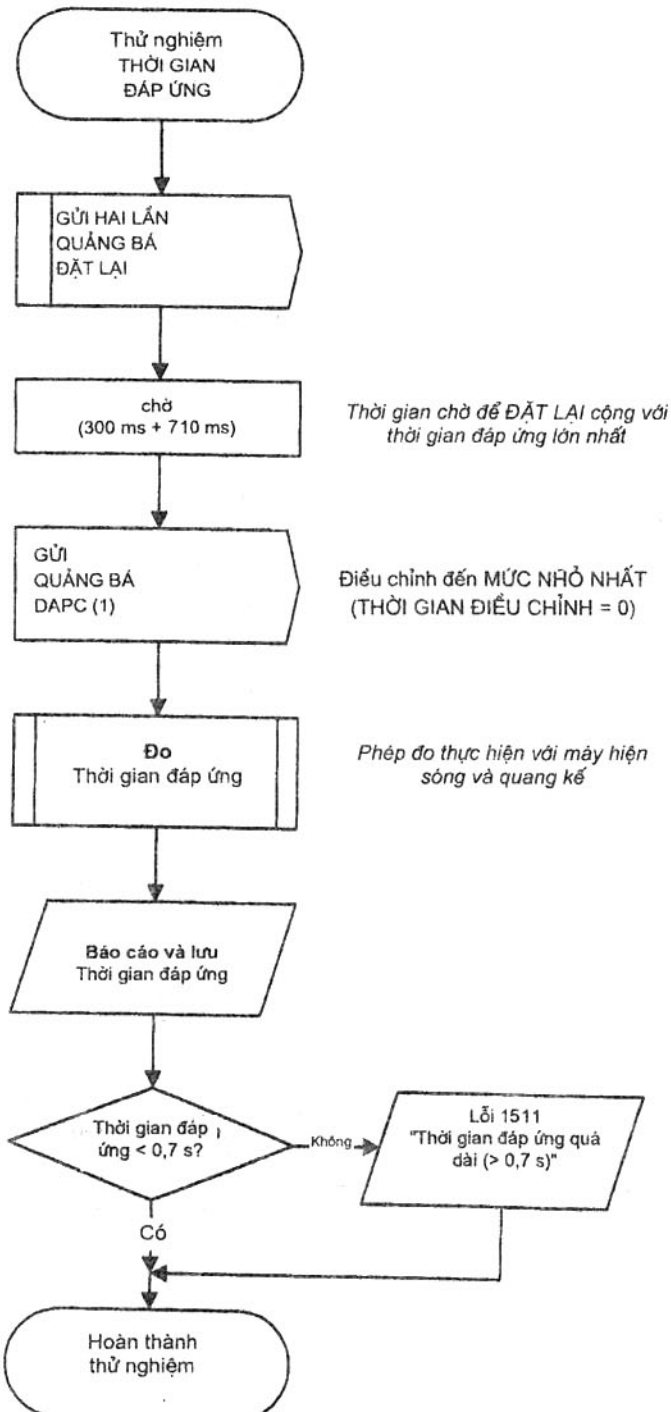 Thử nghiệm
THỜI GIAN
ĐÁP ỨNG
GỬI HAI LẦN
QUẢNG BÁ
ĐẶT LẠI
chờ
(300 ms + 710 ms)
Thời gian chờ để ĐẶT LẠI cộng với
thời gian đáp ứng lớn nhất
GỬI
QUẢNG BÁ
DAPC (1)
Điều chỉnh đến MỨC NHỎ NHẤT
(THỜI GIAN ĐIỀU CHỈNH = 0)
Đo
Thời gian đáp ứng
Phép đo thực hiện với máy hiện
sóng và quang kế
Báo cáo và lưu
Thời gian đáp ứng
Thời gian đáp
ứng < 0,7 s?
Không
Lỗi 1511
"Thời gian đáp ứng quá
dài (> 0,7 s)"
Có
Hoàn thành
thử nghiệm